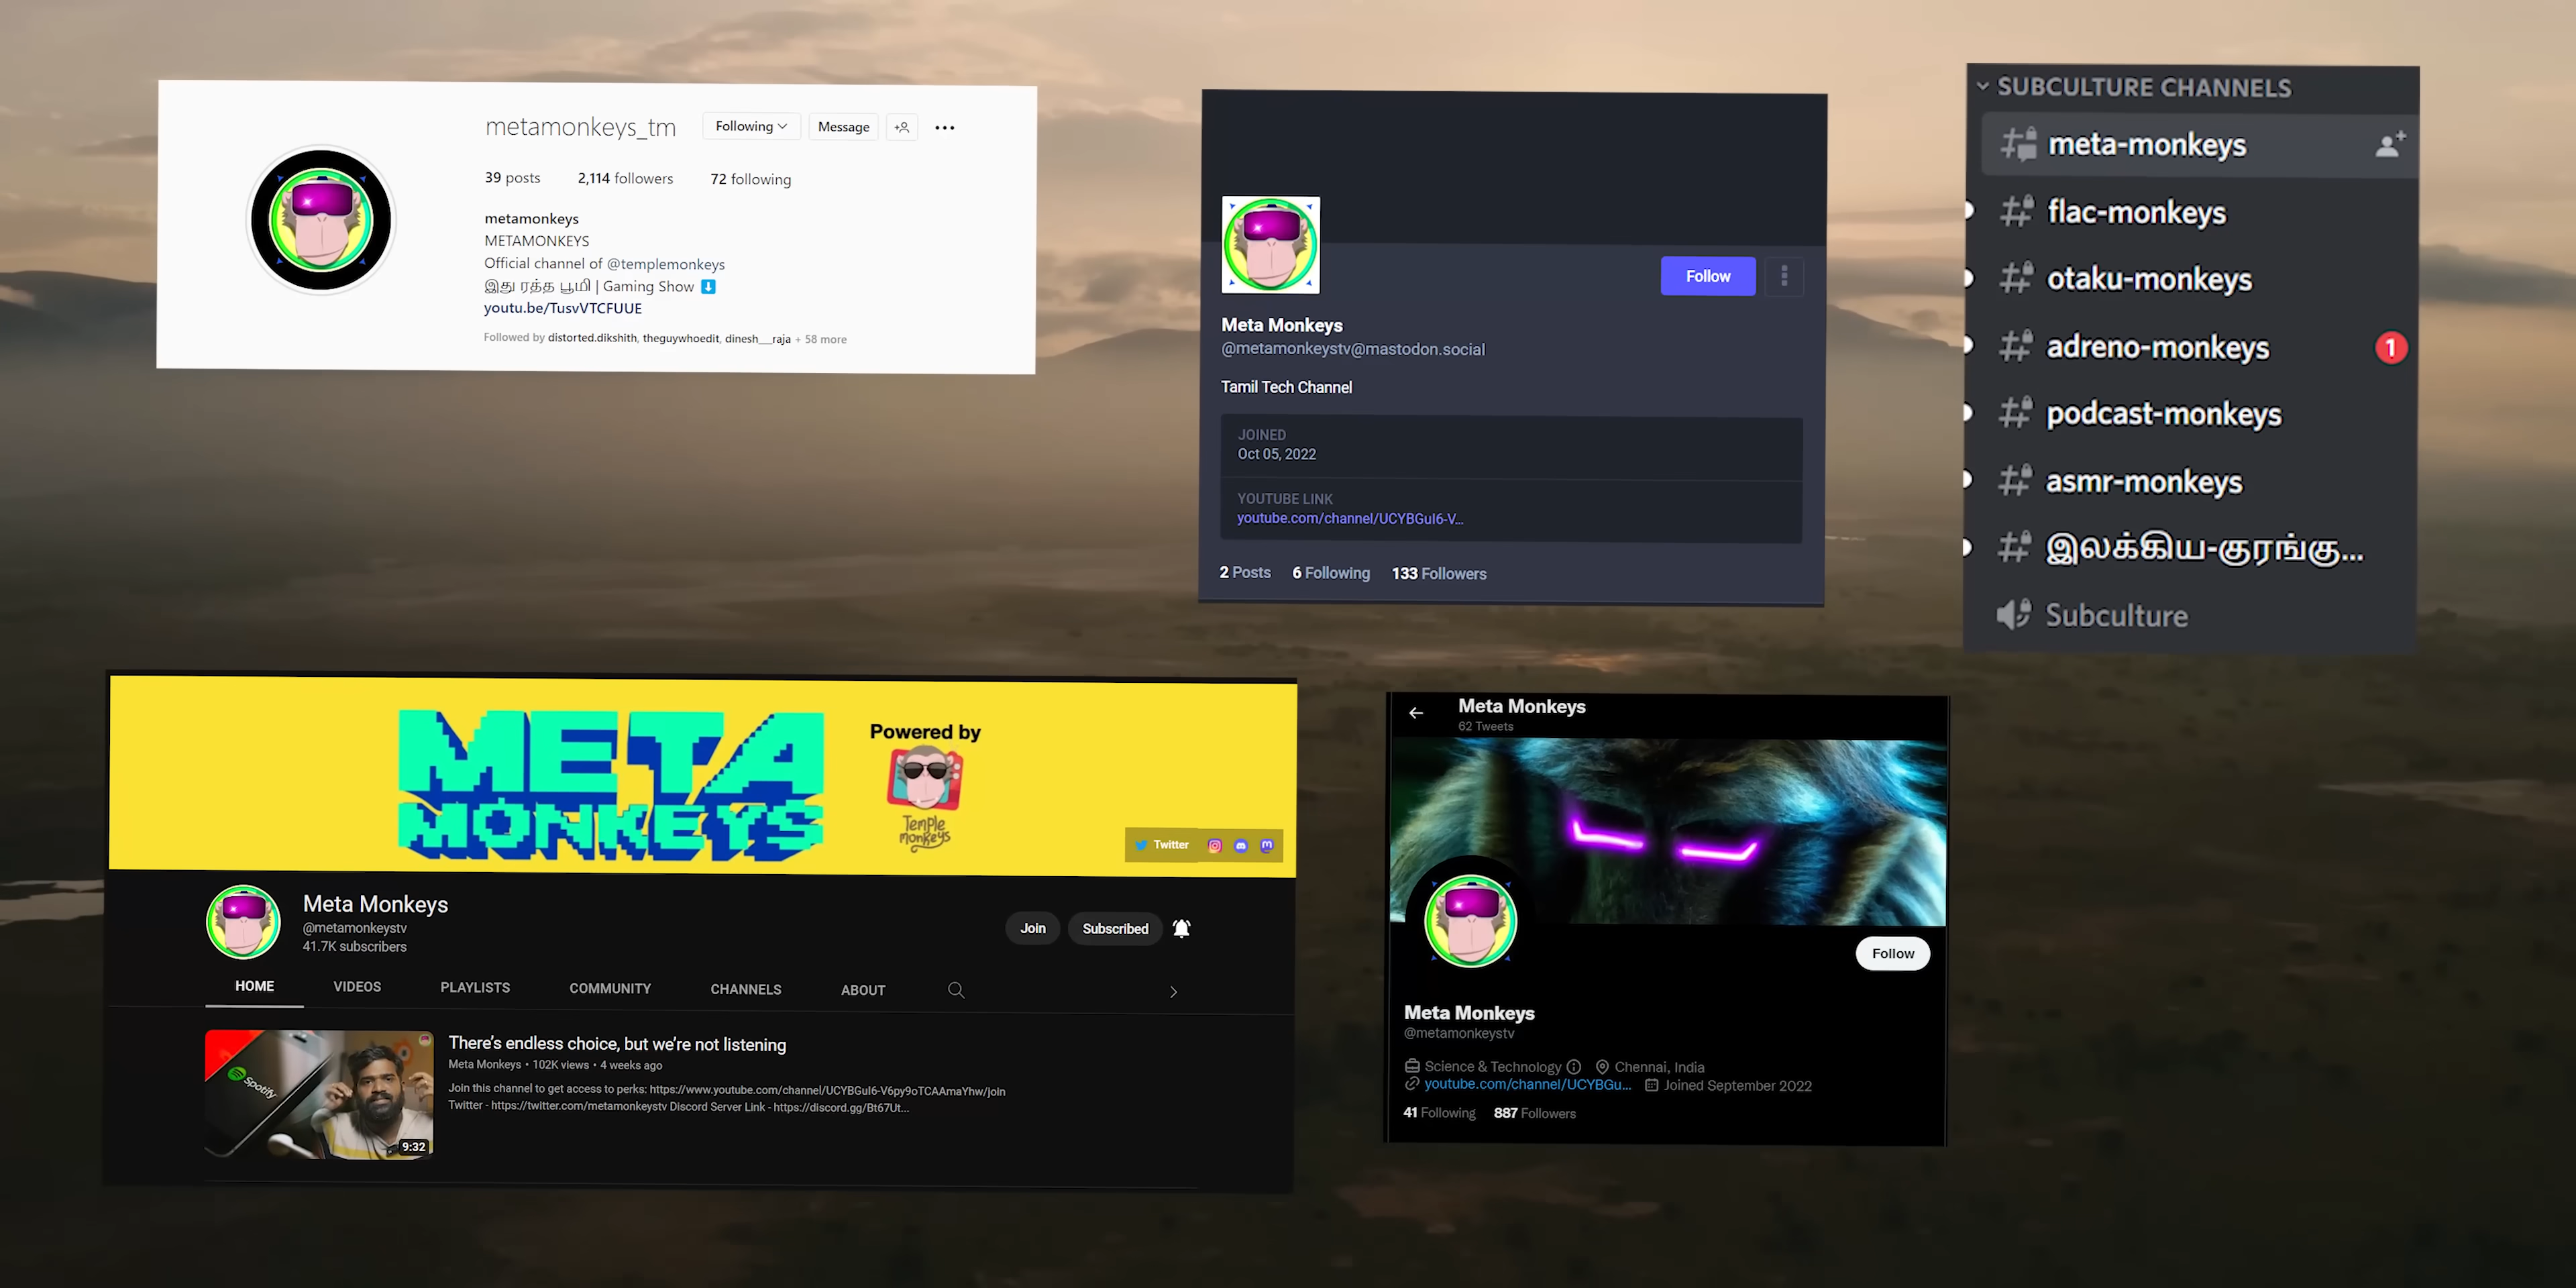 metamonkeys_tm
Following
Message
39 posts
2,114 followers
72 following
metamonkeys
METAMONKEYS
Official channel of @templemonkeys
இது ரத்த பூமி | Gaming Show
youtu.be/TusvVTCFUUE
Followed by distorted.dikshith, theguywhoedit, dinesh___raja + 58 more
Follow
Meta Monkeys
@metamonkeystv@mastodon.social
Tamil Tech Channel
JOINED
Oct 05, 2022
YOUTUBE LINK
youtube.com/channel/UCYBGuI6-V...
2 Posts
6 Following
133 Followers
SUBCULTURE CHANNELS
meta-monkeys
flac-monkeys
otaku-monkeys
adreno-monkeys
1
podcast-monkeys
asmr-monkeys
இலக்கிய-குரங்கு...
Subculture
META
MONKEYS
Powered by
Temple
monkeys
Twitter
Meta Monkeys
@metamonkeystv
41.7K subscribers
Join
Subscribed
HOME
VIDEOS
PLAYLISTS
COMMUNITY
CHANNELS
ABOUT
Spotify
9:32
There's endless choice, but we're not listening
Meta Monkeys • 102K views • 4 weeks ago
Join this channel to get access to perks: https://www.youtube.com/channel/UCYBGuI6-V6py9oTCAAmaYhw/join
Twitter - https://twitter.com/metamonkeystv Discord Server Link - https://discord.gg/Bt67Ut...
Meta Monkeys
62 Tweets
Follow
Meta Monkeys
@metamonkeystv
Science & Technology
Chennai, India
youtube.com/channel/UCYBGu...
Joined September 2022
41 Following
887 Followers